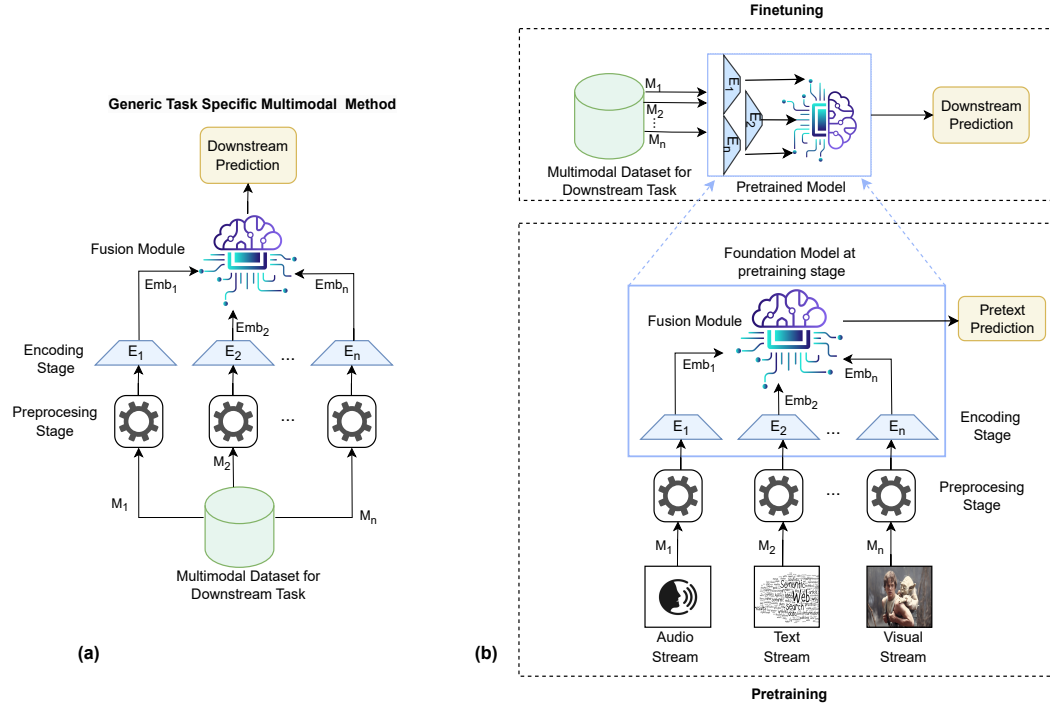 Generic Task Specific Multimodal Method
Downstream
Prediction
Fusion Module
Emb1
Emb2
Embn
Encoding
Stage
E1
E2
...
En
Preprocesing
Stage
...
M1
M2
Mn
Multimodal Dataset for
Downstream Task
(a)
Finetuning
M1
M2
...
Mn
E1
E2
En
Multimodal Dataset for
Downstream Task
Pretrained Model
Downstream
Prediction
Foundation Model at
pretraining stage
Fusion Module
Pretext
Prediction
Emb1
Emb2
Embn
E1
E2
...
En
Encoding
Stage
...
Preprocesing
Stage
M1
M2
Mn
Semantic
Web
search
Audio
Stream
Text
Stream
Visual
Stream
(b)
Pretraining